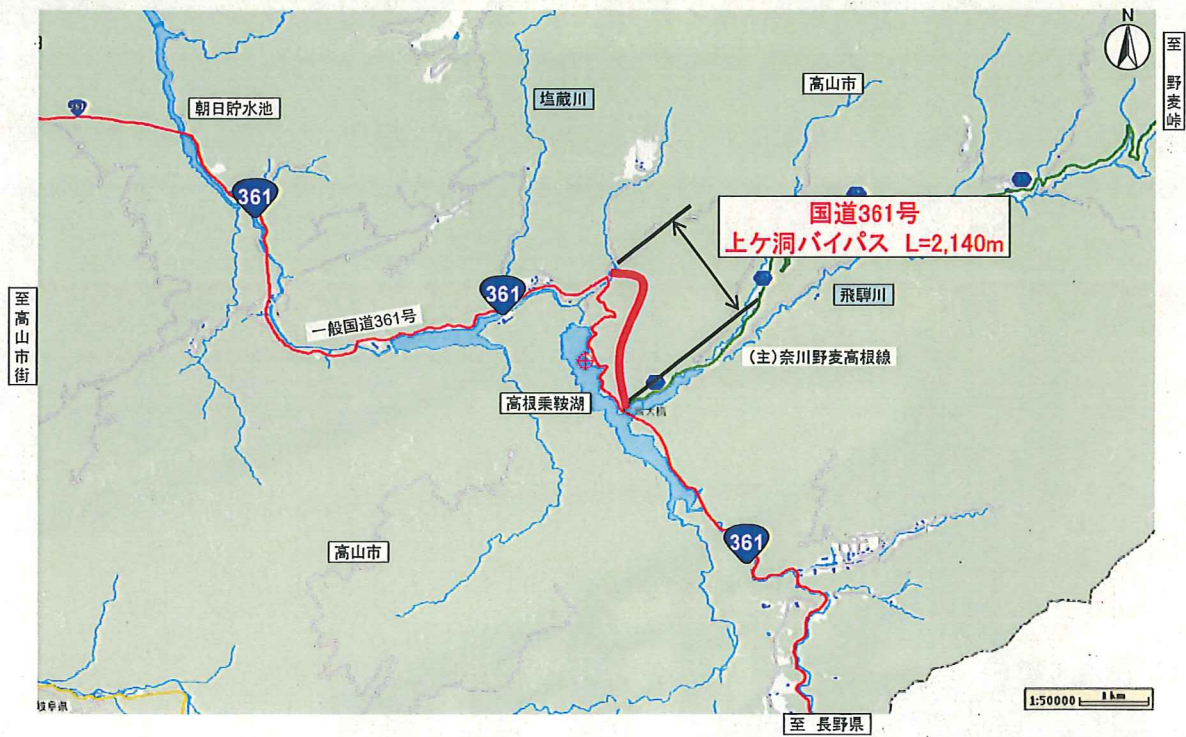 N
至 野麦峠
朝日貯水池
塩蔵川
高山市
361
国道361号
上ケ洞バイパス L=2,140m
361
至高山市街
一般国道361号
飛騨川
(主)奈川野麦高根線
高根乗鞍湖
361
高山市
岐阜県
1:50000 1km
至 長野県